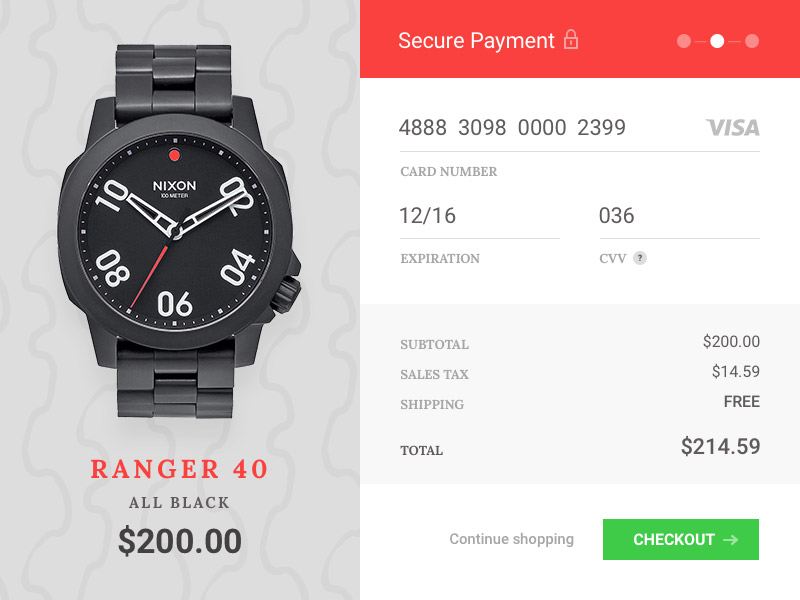 NIXON
100 METER
10
02
08
04
06
RANGER 40
ALL BLACK
$200.00
Secure Payment
4888 3098 0000 2399
VISA
CARD NUMBER
12/16
036
EXPIRATION
CVV ?
SUBTOTAL
$200.00
SALES TAX
$14.59
SHIPPING
FREE
TOTAL
$214.59
Continue shopping
CHECKOUT →